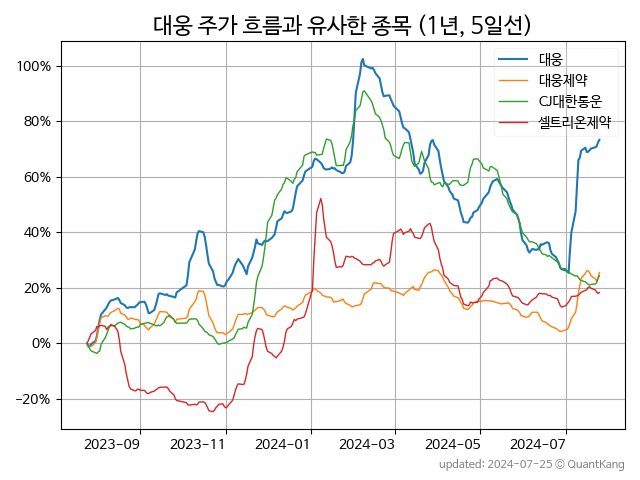 대웅 주가 흐름과 유사한 종목 (1년, 5일선)
대웅
대웅제약
CJ대한통운
셀트리온제약
100%
80%
60%
40%
20%
0%
−20%
2023-09
2023-11
2024-01
2024-03
2024-05
2024-07
updated: 2024-07-25 © QuantKang